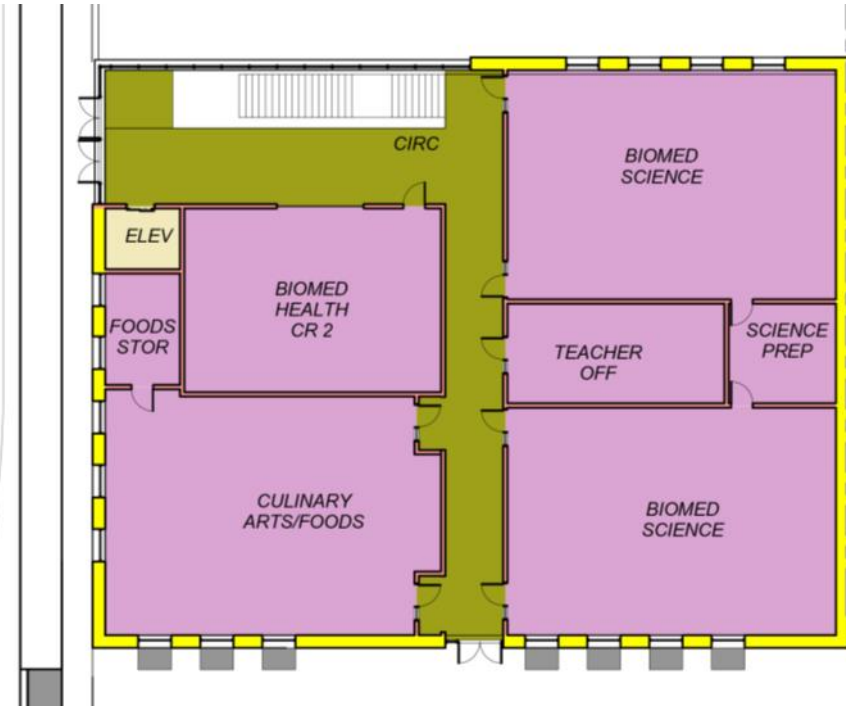 CIRC
BIOMED
SCIENCE
ELEV
BIOMED
HEALTH
CR 2
FOODS
STOR
TEACHER
OFF
SCIENCE
PREP
CULINARY
ARTS/FOODS
BIOMED
SCIENCE